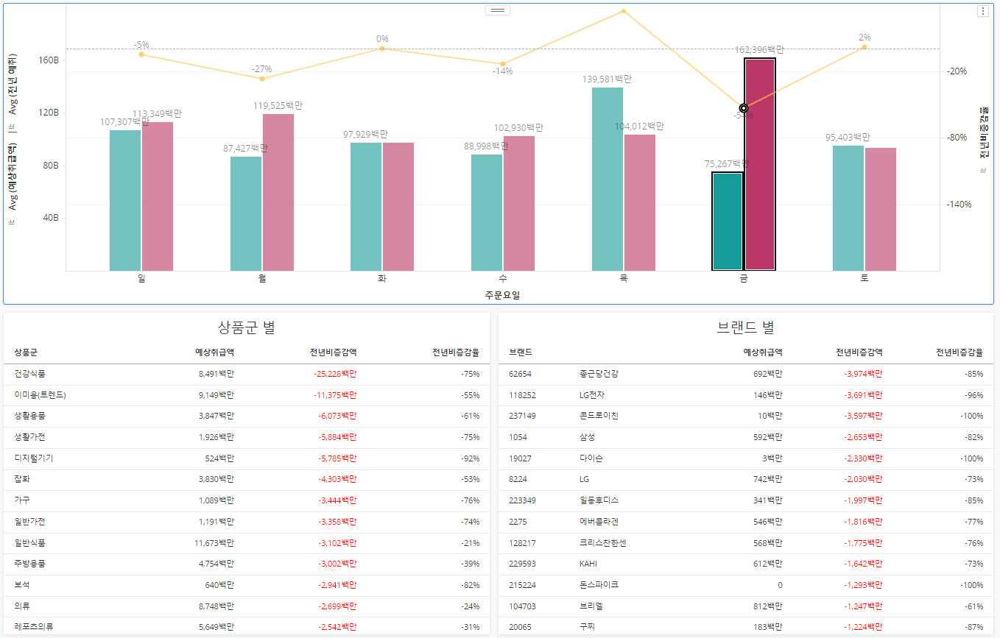 -5%
-27%
0%
-14%
2%
107,307백만
113,349백만
87,427백만
119,525백만
97,929백만
88,998백만
102,930백만
139,581백만
104,012백만
75,267백만
162,396백만
95,403백만
160B
120B
80B
40B
-20%
-80%
-140%
Avg (예상취급액)
Avg (전년 예취)
전년비증감율
일 월 화 수 목 금 토
주문요일
상품군 별
상품군 예상취급액 전년비증감액 전년비증감율
건강식품 8,491백만 -25,228백만 -75%
이미용(트렌드) 9,149백만 -11,375백만 -55%
생활용품 3,847백만 -6,073백만 -61%
생활가전 1,926백만 -5,884백만 -75%
디지털기기 524백만 -5,785백만 -92%
잡화 3,830백만 -4,303백만 -53%
가구 1,089백만 -3,444백만 -76%
일반가전 1,191백만 -3,358백만 -74%
일반식품 11,673백만 -3,102백만 -21%
주방용품 4,754백만 -3,002백만 -39%
보석 640백만 -2,941백만 -82%
의류 8,748백만 -2,699백만 -24%
레포츠의류 5,649백만 -2,542백만 -31%
브랜드 별
브랜드 예상취급액 전년비증감액 전년비증감율
62654 종근당건강 692백만 -3,974백만 -85%
118252 LG전자 146백만 -3,691백만 -96%
237149 콘드로이친 10백만 -3,597백만 -100%
1054 삼성 592백만 -2,653백만 -82%
19027 다이슨 3백만 -2,330백만 -100%
8224 LG 742백만 -2,030백만 -73%
223349 일동후디스 341백만 -1,997백만 -85%
2275 에버콜라겐 546백만 -1,816백만 -77%
128217 크리스찬한센 568백만 -1,775백만 -76%
229593 KAHI 612백만 -1,642백만 -73%
215224 돈스파이크 0 -1,293백만 -100%
104703 브리엘 812백만 -1,247백만 -61%
20065 구찌 183백만 -1,224백만 -87%